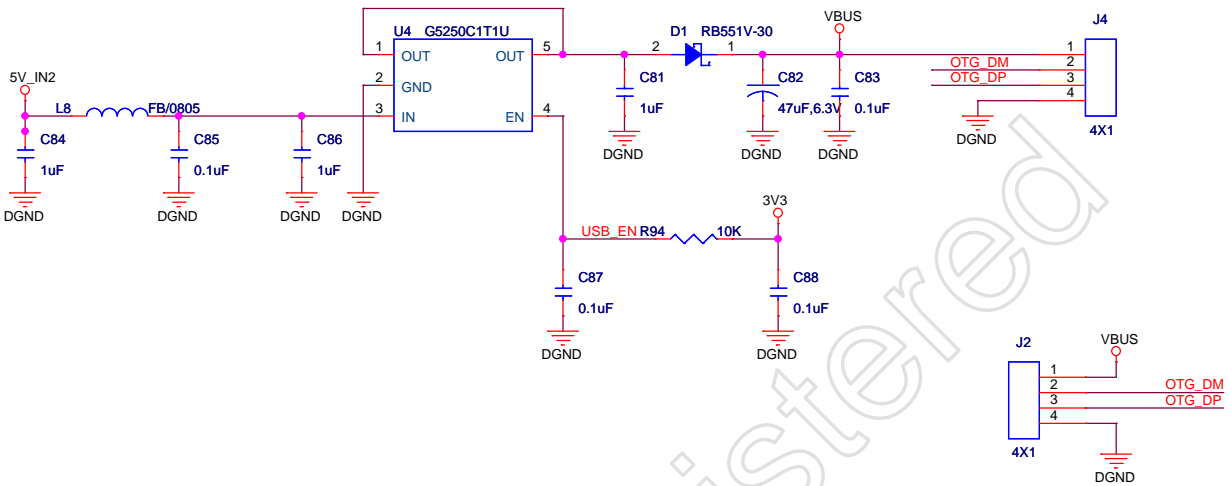 U4 G5250C1T1U
D1 RB551V-30
VBUS
J4
1 OUT OUT 5
2 1
1
OTG_DM 2
OTG_DP 3
4
2 GND
5V_IN2
C81
1uF
C82
47uF,6.3V
C83
0.1uF
L8 FB/0805
3 IN EN 4
4X1
DGND
C84
1uF
C85
0.1uF
C86
1uF
DGND DGND DGND
DGND DGND DGND DGND
3V3
USB_EN R94 10K
C87
0.1uF
C88
0.1uF
DGND DGND
J2
VBUS
1
2 OTG_DM
3 OTG_DP
4
4X1
DGND
istered